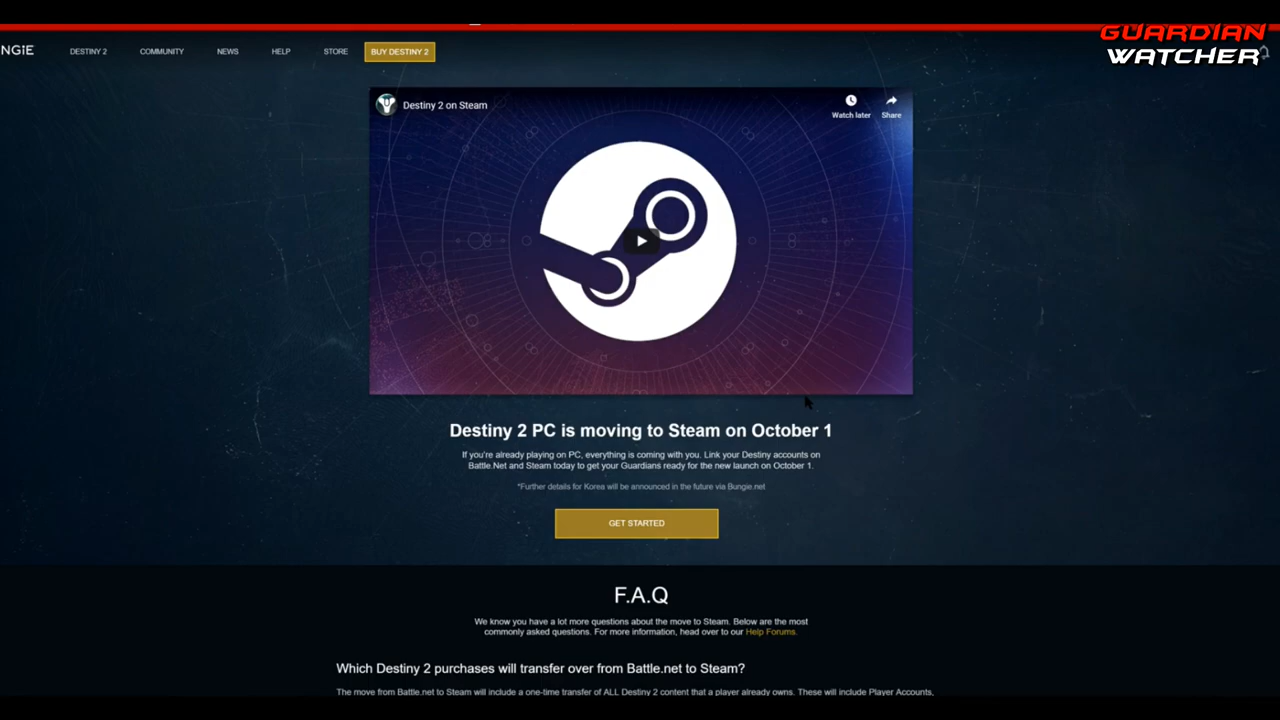 GUARDIAN
WATCHER
NGiE
DESTINY 2
COMMUNITY
NEWS
HELP
STORE
BUY DESTINY 2
Destiny 2 on Steam
Watch later
Share
Destiny 2 PC is moving to Steam on October 1
If you're already playing on PC, everything is coming with you. Link your Destiny accounts on
Battle.Net and Steam today to get your Guardians ready for the new launch on October 1.
*Further details for Korea will be announced in the future via Bungie.net
GET STARTED
F.A.Q
We know you have a lot more questions about the move to Steam. Below are the most
commonly asked questions. For more information, head over to our Help Forums.
Which Destiny 2 purchases will transfer over from Battle.net to Steam?
The move from Battle.net to Steam will include a one-time transfer of ALL Destiny 2 content that a player already owns. These will include Player Accounts,